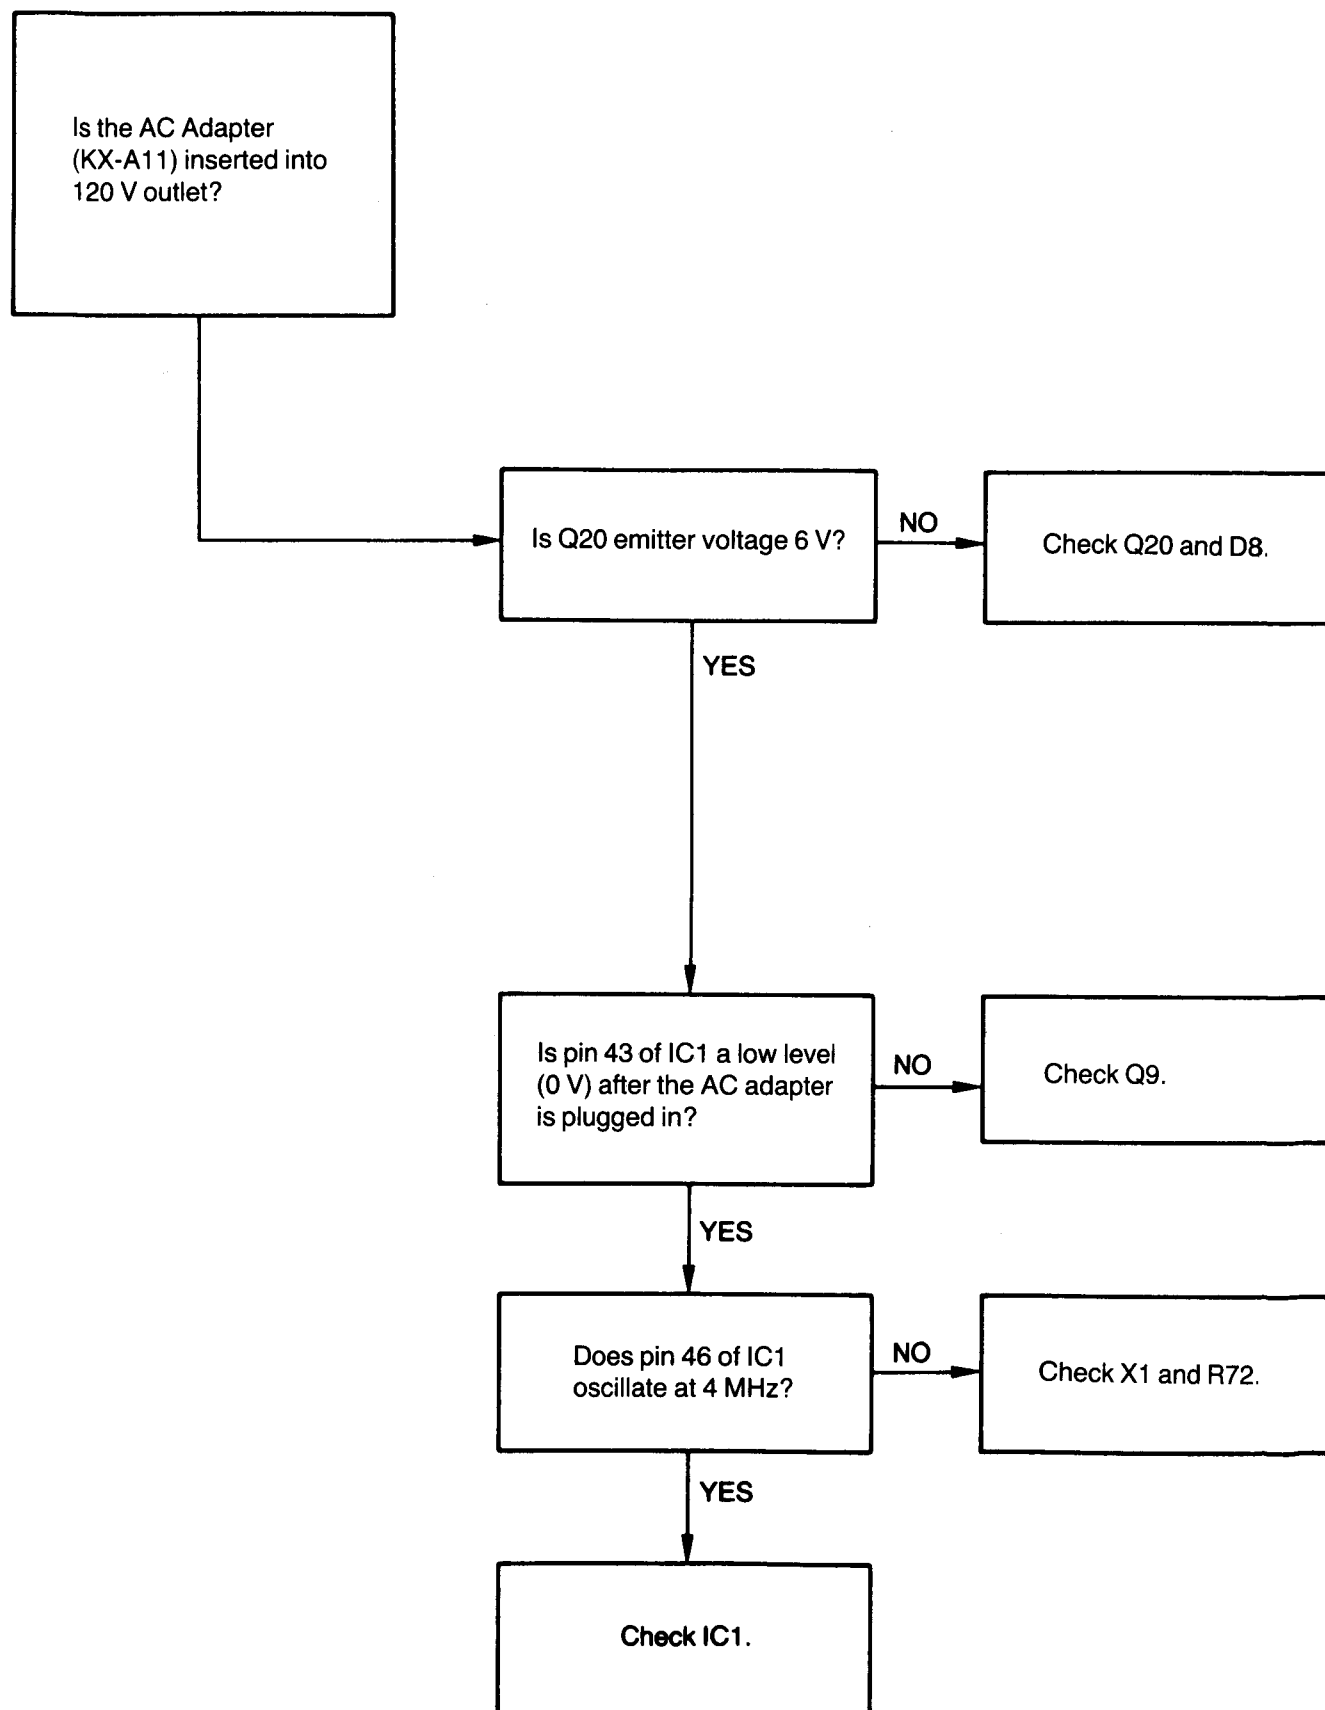 Is the AC Adapter
(KX-A11) inserted into
120 V outlet?
Is Q20 emitter voltage 6 V?
NO
Check Q20 and D8.
YES
Is pin 43 of IC1 a low level
(0 V) after the AC adapter
is plugged in?
NO
Check Q9.
YES
Does pin 46 of IC1
oscillate at 4 MHz?
NO
Check X1 and R72.
YES
Check IC1.